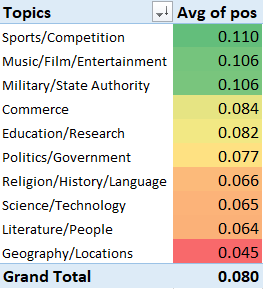 Topics Avg of pos
Sports/Competition 0.110
Music/Film/Entertainment 0.106
Military/State Authority 0.106
Commerce 0.084
Education/Research 0.082
Politics/Government 0.077
Religion/History/Language 0.066
Science/Technology 0.065
Literature/People 0.064
Geography/Locations 0.045
Grand Total 0.080